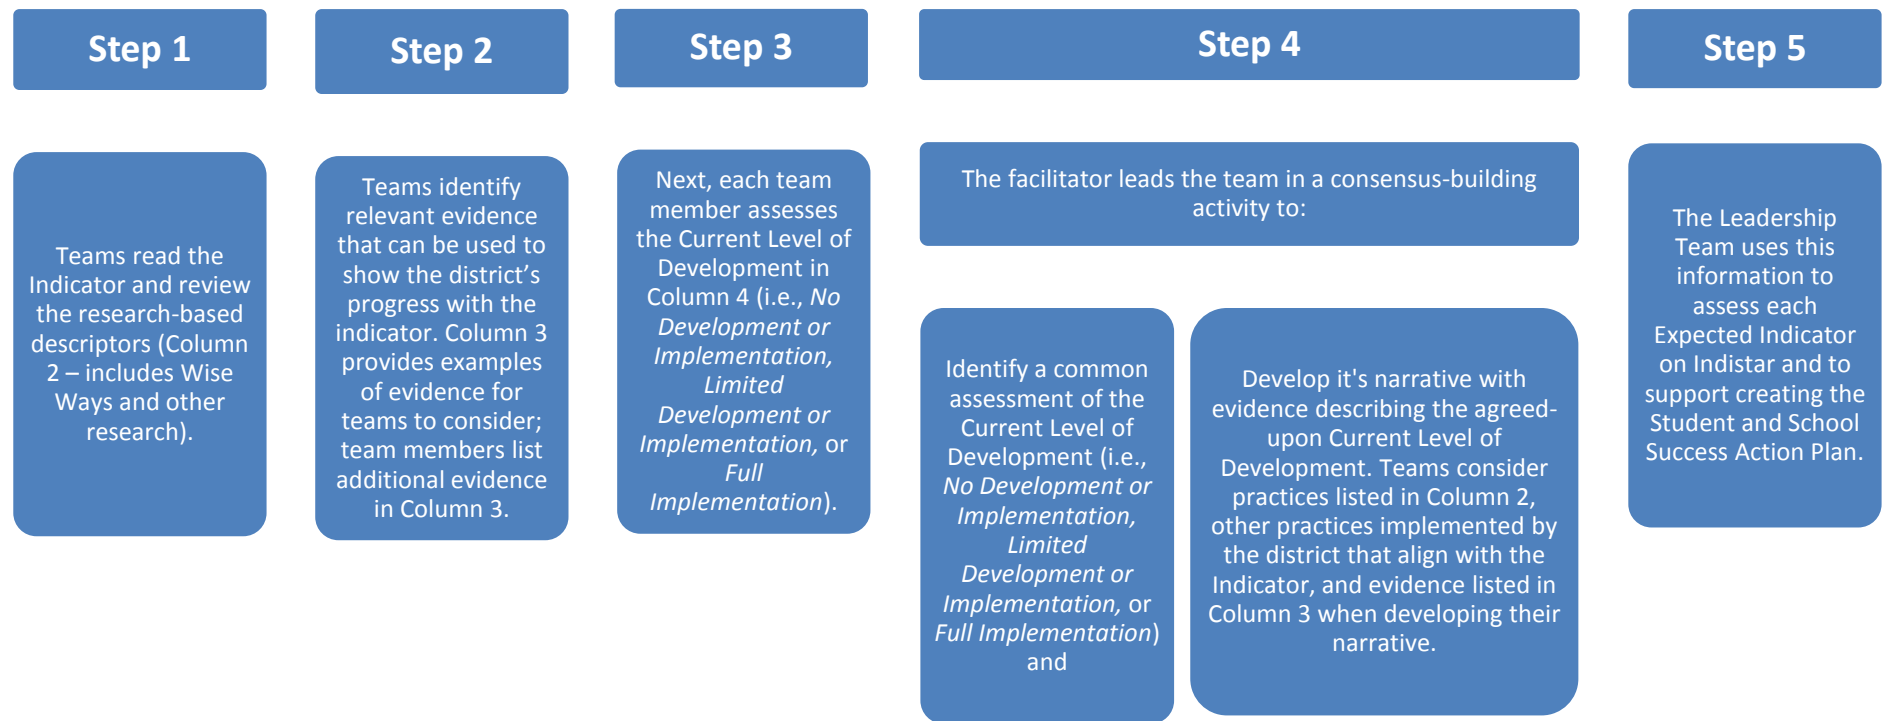 Step 1
Teams read the
Indicator and review
the research-based
descriptors (Column
2 – includes Wise
Ways and other
research).
Step 2
Teams identify
relevant evidence
that can be used to
show the district’s
progress with the
indicator. Column 3
provides examples
of evidence for
teams to consider;
team members list
additional evidence
in Column 3.
Step 3
Next, each team
member assesses
the Current Level of
Development in
Column 4 (i.e., No
Development or
Implementation,
Limited
Development or
Implementation, or
Full
Implementation).
Step 4
The facilitator leads the team in a consensus-building
activity to:
Identify a common
assessment of the
Current Level of
Development (i.e.,
No Development or
Implementation,
Limited
Development or
Implementation, or
Full Implementation)
and
Develop it's narrative with
evidence describing the agreed-
upon Current Level of
Development. Teams consider
practices listed in Column 2,
other practices implemented by
the district that align with the
Indicator, and evidence listed in
Column 3 when developing their
narrative.
Step 5
The Leadership
Team uses this
information to
assess each
Expected Indicator
on Indistar and to
support creating the
Student and School
Success Action Plan.